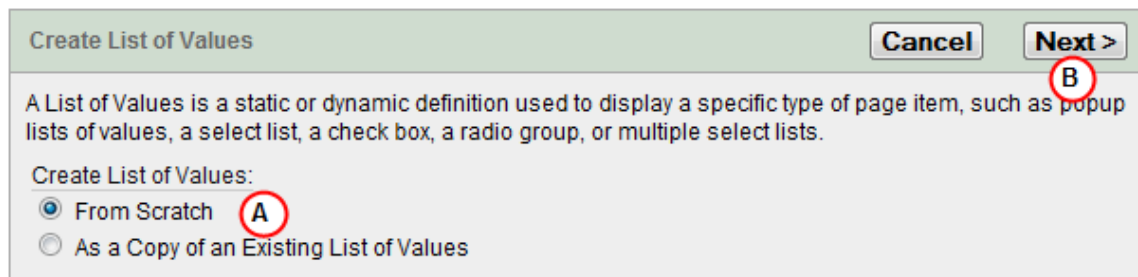 Create List of Values Cancel Next >
B
A List of Values is a static or dynamic definition used to display a specific type of page item, such as popup
lists of values, a select list, a check box, a radio group, or multiple select lists.
Create List of Values:
From Scratch A
As a Copy of an Existing List of Values